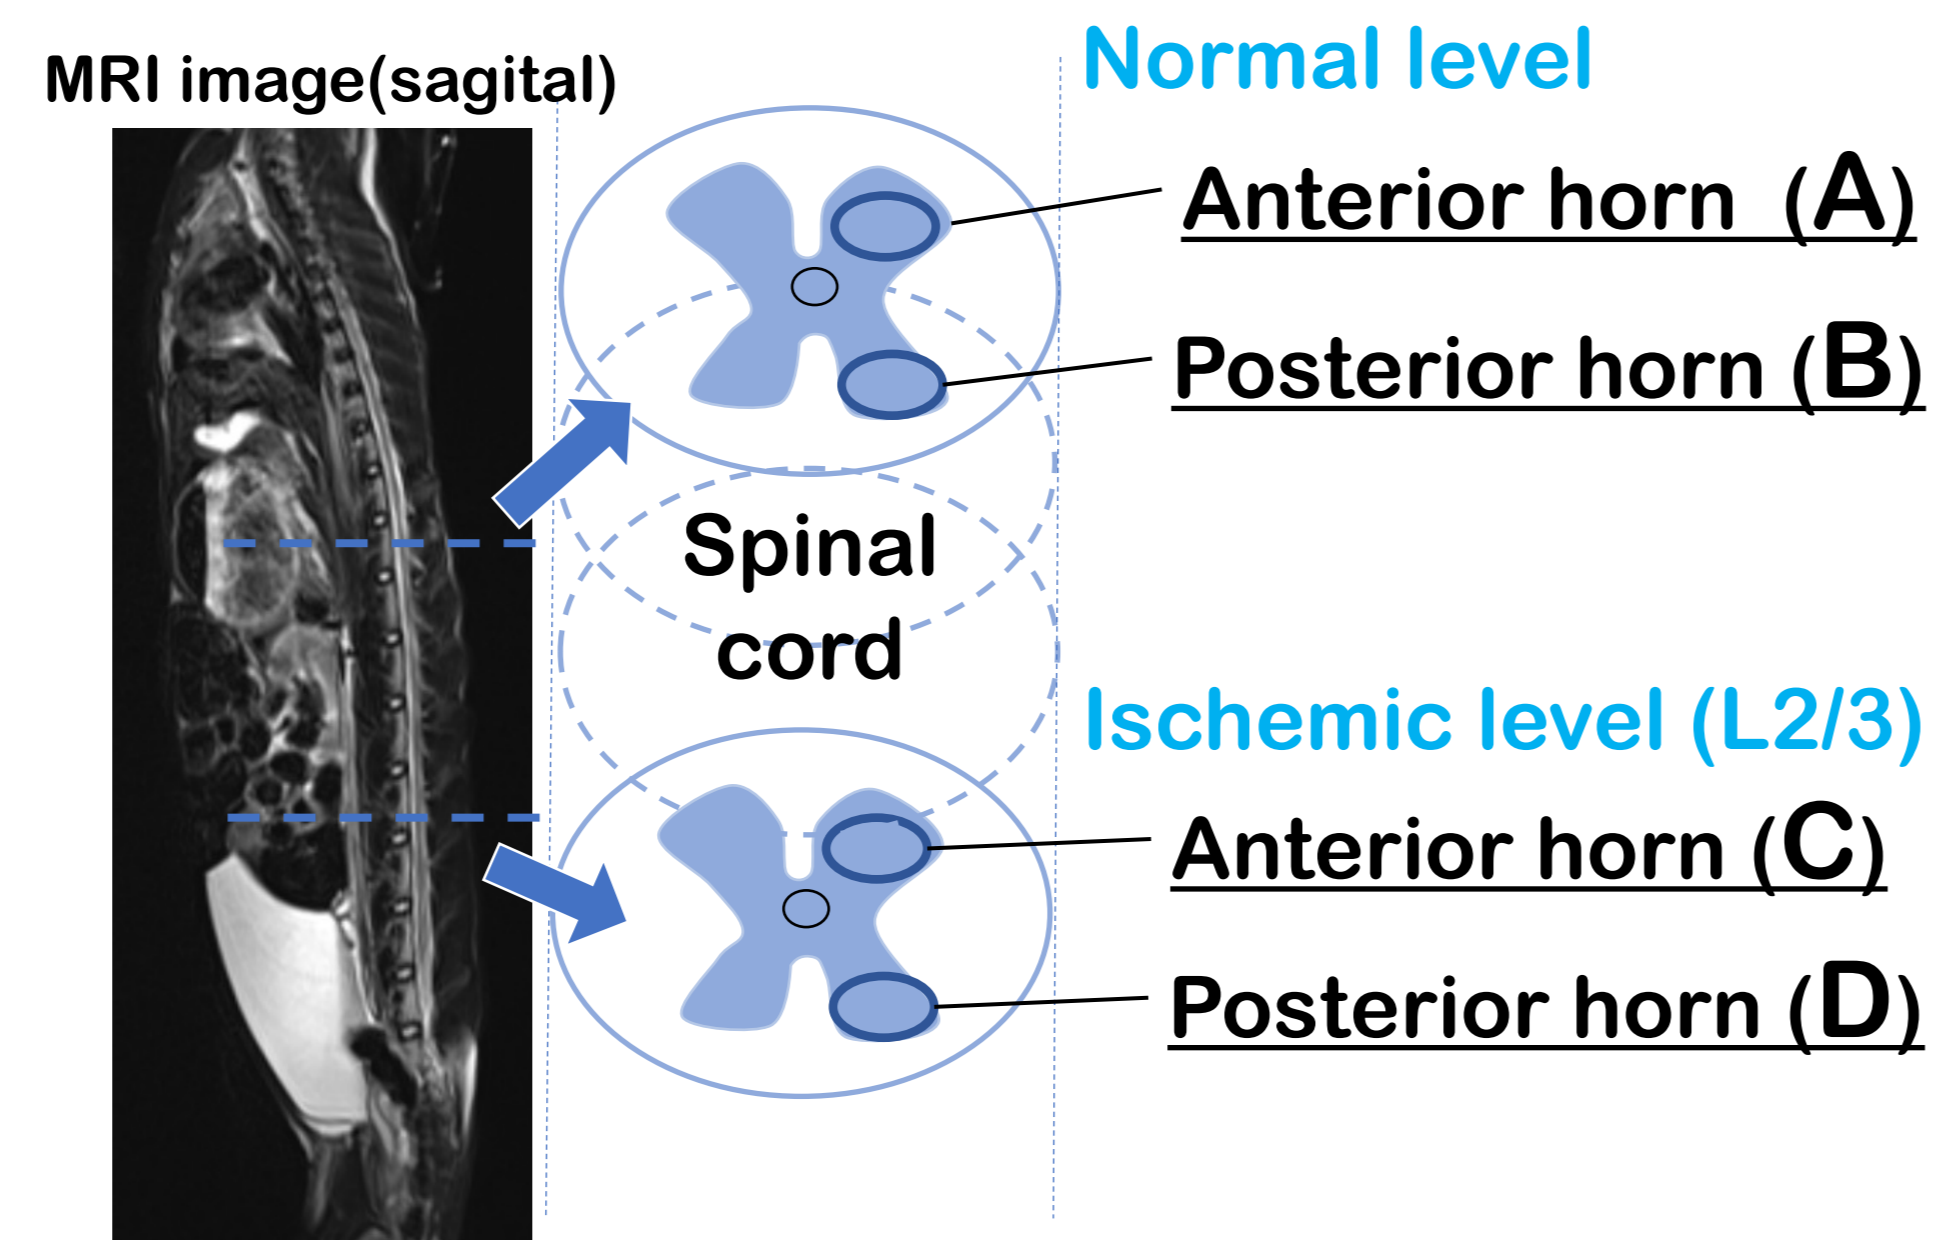 MRI image(sagital)
Normal level
Anterior horn (A)
Posterior horn (B)
Spinal
cord
Ischemic level (L2/3)
Anterior horn (C)
Posterior horn (D)